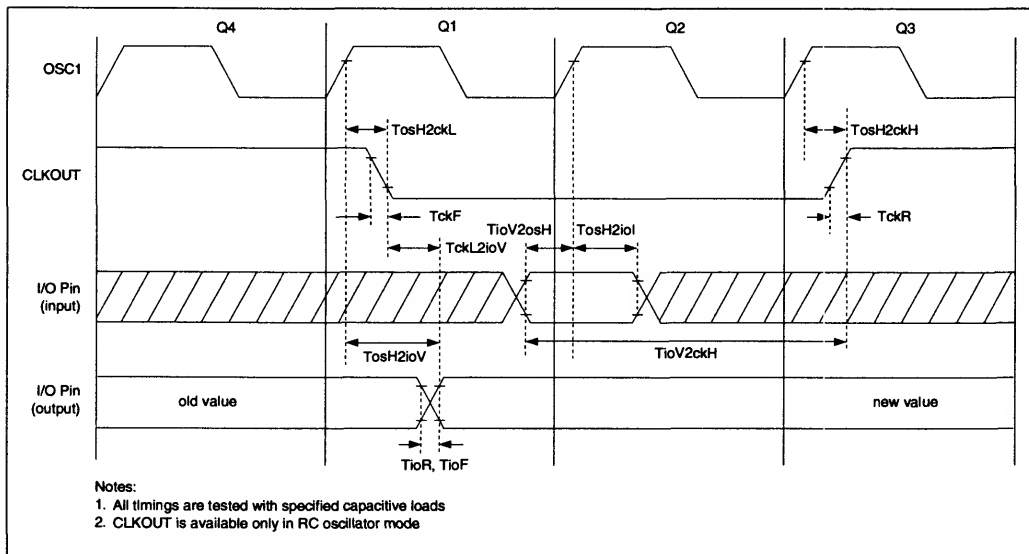 Q4 Q1 Q2 Q3
OSC1
TosH2ckL
TosH2ckH
CLKOUT
TckF
TckR
TioV2osH
TosH2ioI
TckL2ioV
I/O Pin
(input)
TosH2ioV
TioV2ckH
I/O Pin
(output)
old value
new value
TioR, TioF
Notes:
1. All timings are tested with specified capacitive loads
2. CLKOUT is available only in RC oscillator mode